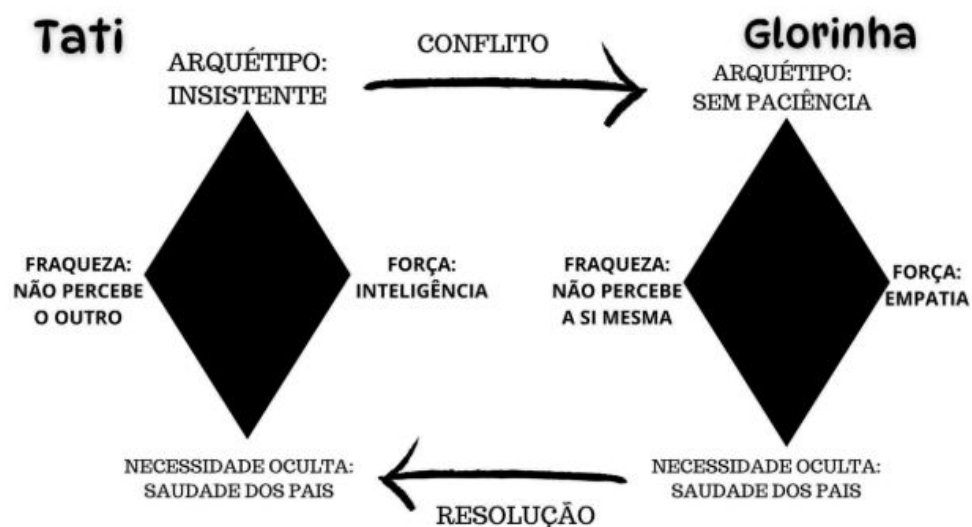 Tati
ARQUÉTIPO:
INSISTENTE
CONFLITO
Glorinha
ARQUÉTIPO:
SEM PACIÊNCIA
FRAQUEZA:
NÃO PERCEBE
O OUTRO
FORÇA:
INTELIGÊNCIA
FRAQUEZA:
NÃO PERCEBE
A SI MESMA
FORÇA:
EMPATIA
NECESSIDADE OCULTA:
SAUDADE DOS PAIS
RESOLUÇÃO
NECESSIDADE OCULTA:
SAUDADE DOS PAIS